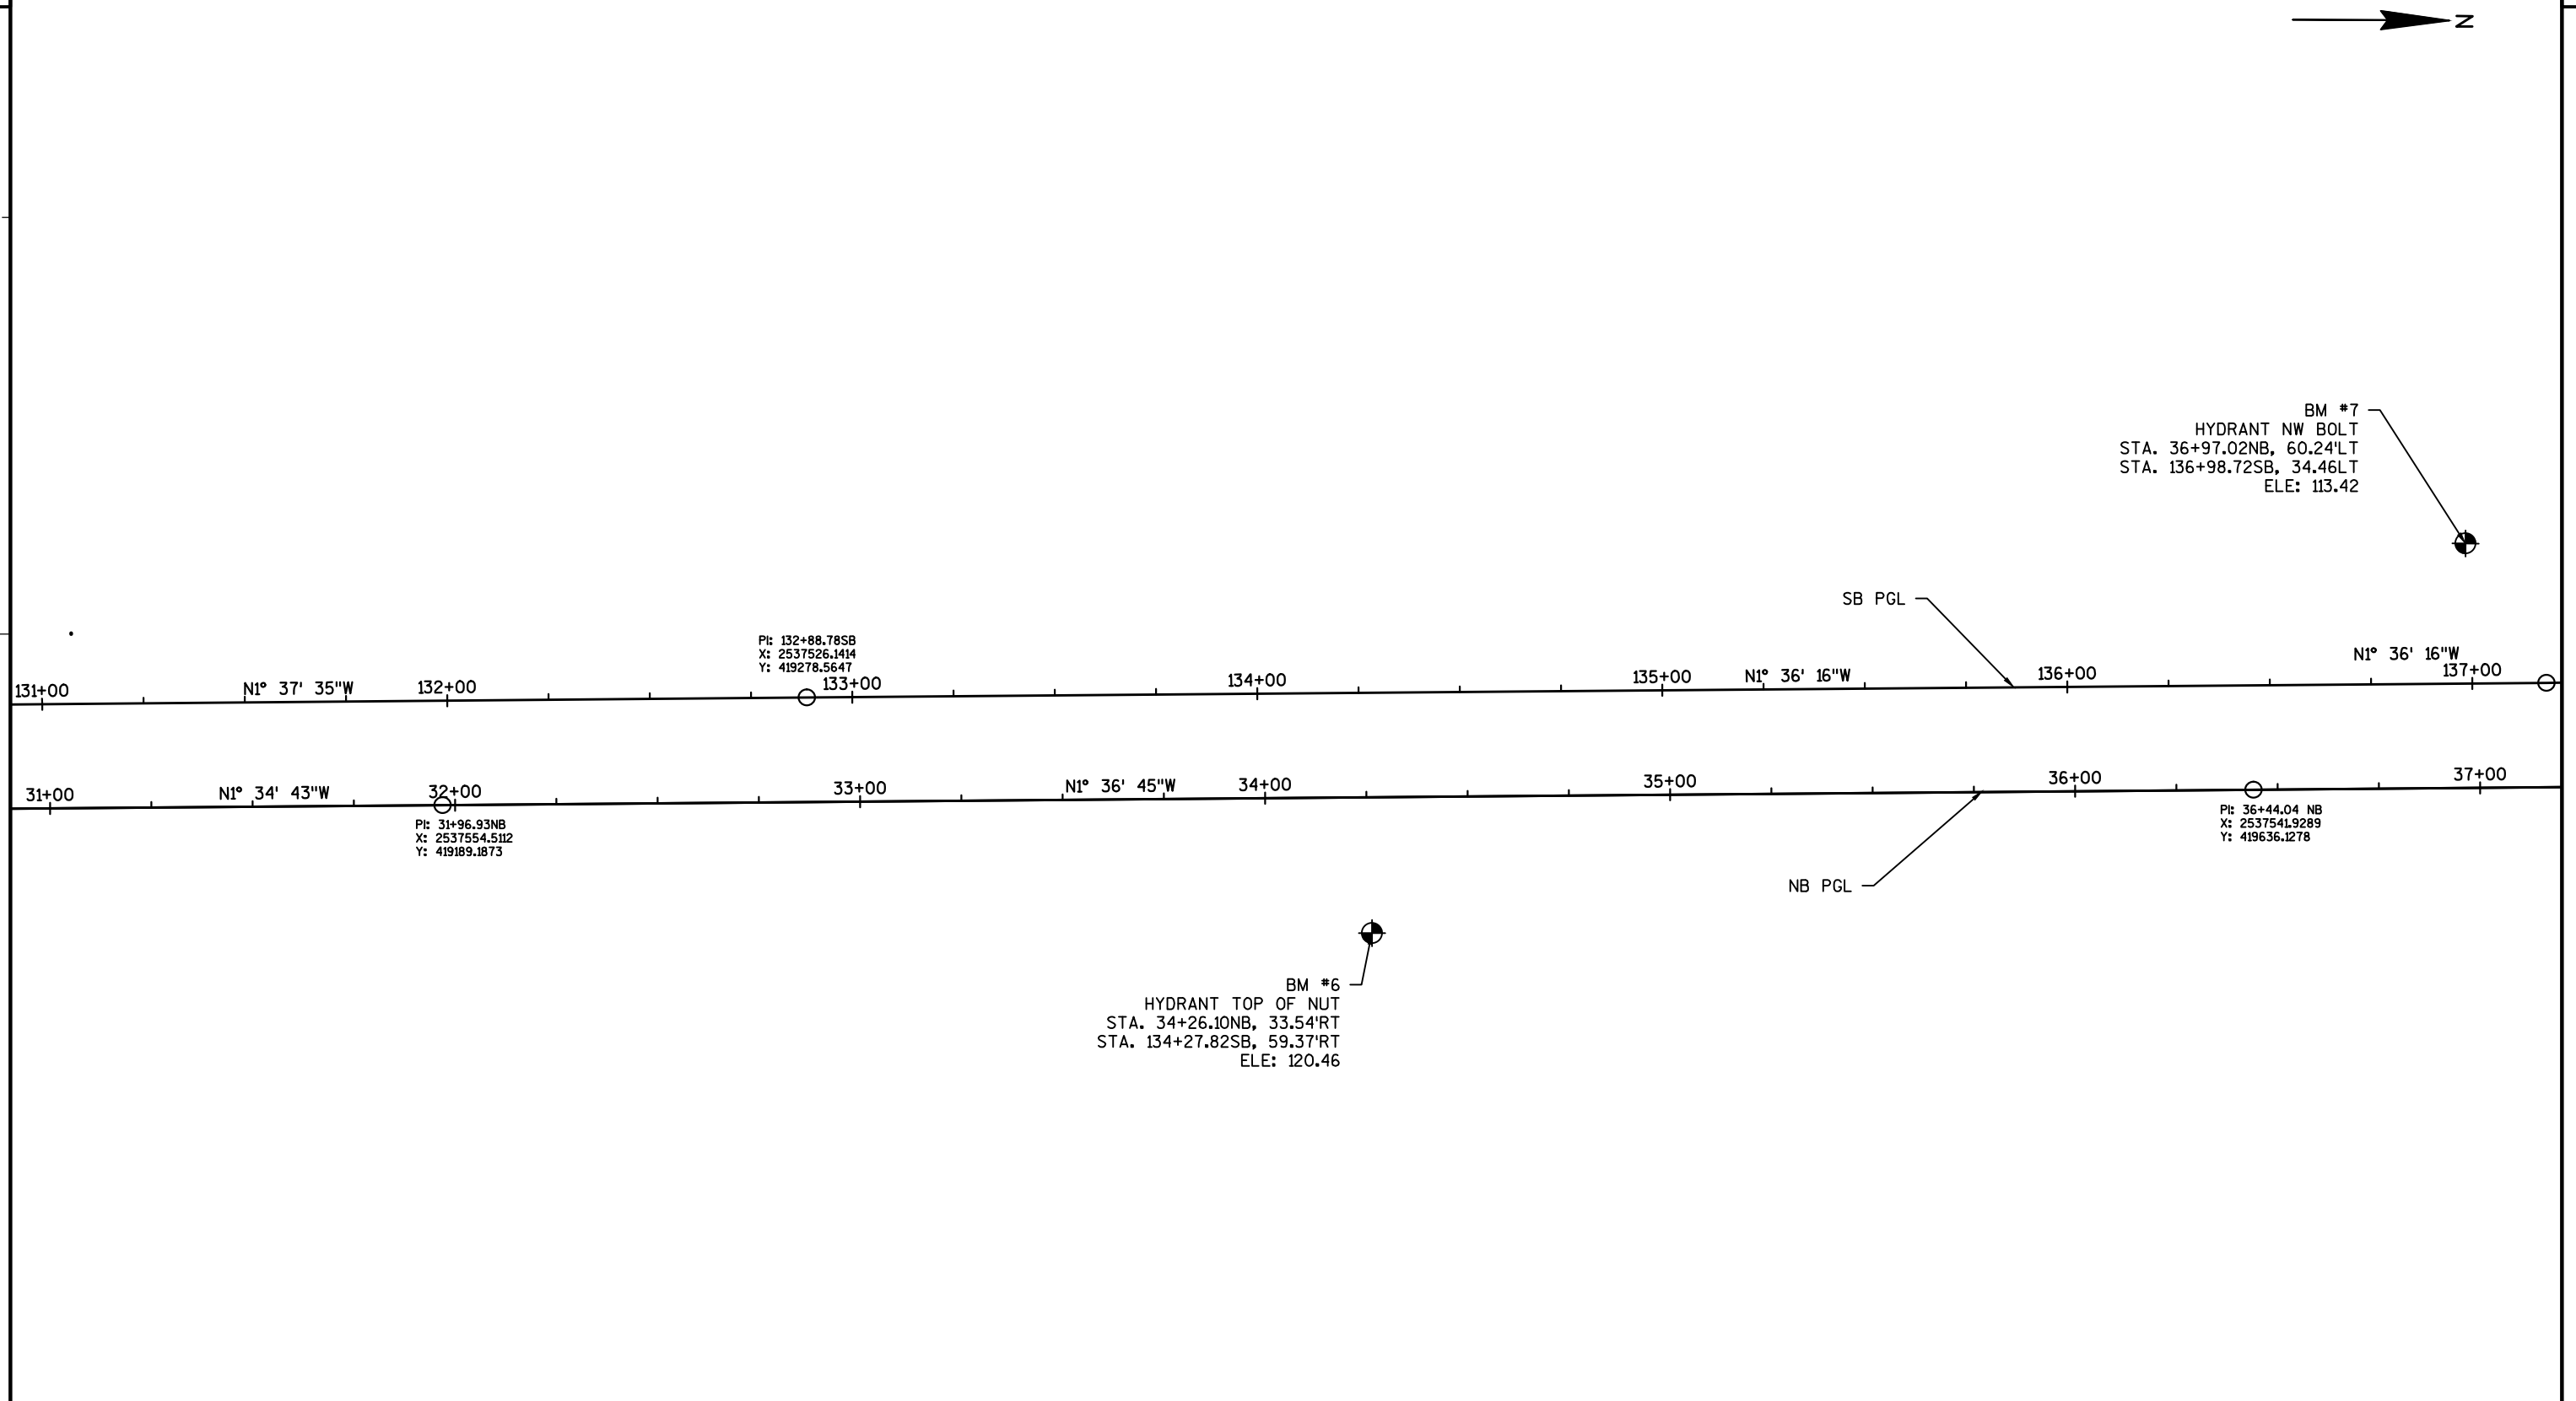 N
BM #7
HYDRANT NW BOLT
STA. 36+97.02NB, 60.24'LT
STA. 136+98.72SB, 34.46LT
ELE: 113.42
SB PGL
PI: 132+88.78SB
X: 2537526.1414
Y: 419278.5647
N1° 36' 16"W
131+00
N1° 37' 35"W
132+00
133+00
134+00
135+00
N1° 36' 16"W
136+00
137+00
31+00
N1° 34' 43"W
32+00
33+00
N1° 36' 45"W
34+00
35+00
36+00
37+00
PI: 31+96.93NB
X: 2537554.5112
Y: 419189.1873
PI: 36+44.04 NB
X: 2537541.9289
Y: 419636.1278
NB PGL
BM #6
HYDRANT TOP OF NUT
STA. 34+26.10NB, 33.54'RT
STA. 134+27.82SB, 59.37'RT
ELE: 120.46